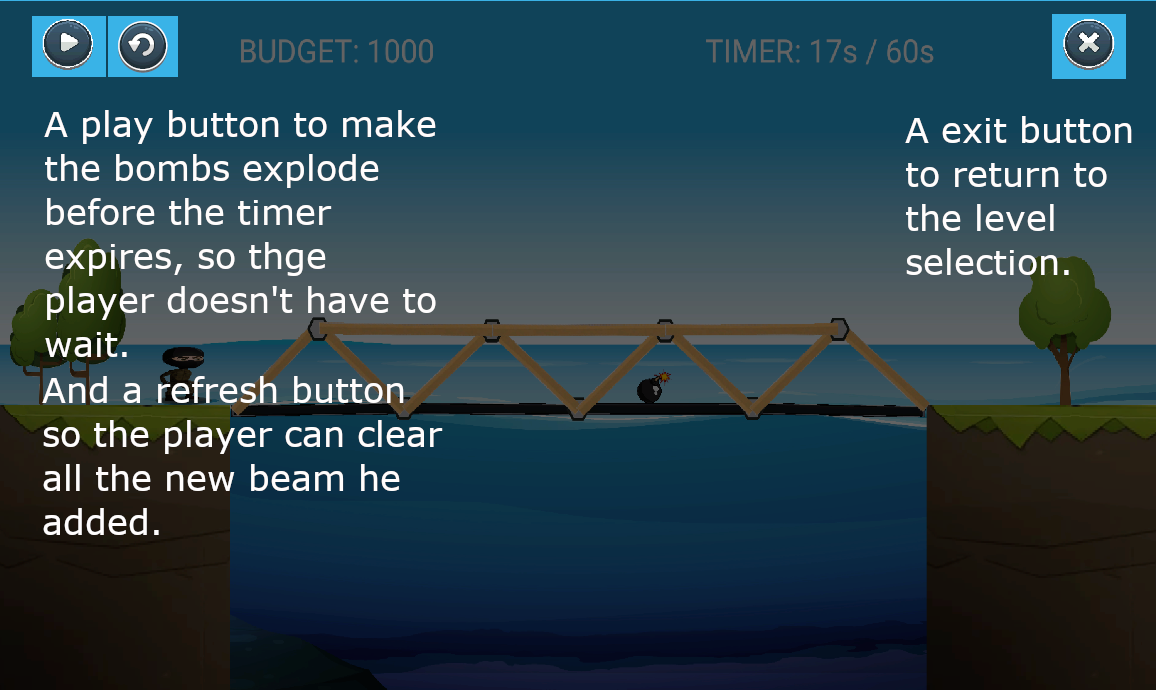 BUDGET: 1000
TIMER: 17s / 60s
A play button to make
the bombs explode
before the timer
expires, so thge
player doesn't have to
wait.
And a refresh button
so the player can clear
all the new beam he
added.
A exit button
to return to
the level
selection.